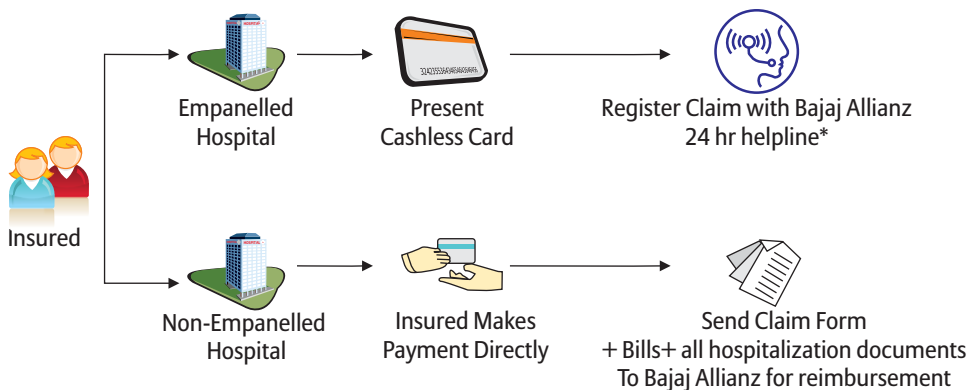 Insured
Empanelled
Hospital
Present
Cashless Card
Register Claim with Bajaj Allianz
24 hr helpline*
Non-Empanelled
Hospital
Insured Makes
Payment Directly
Send Claim Form
+ Bills+ all hospitalization documents
To Bajaj Allianz for reimbursement